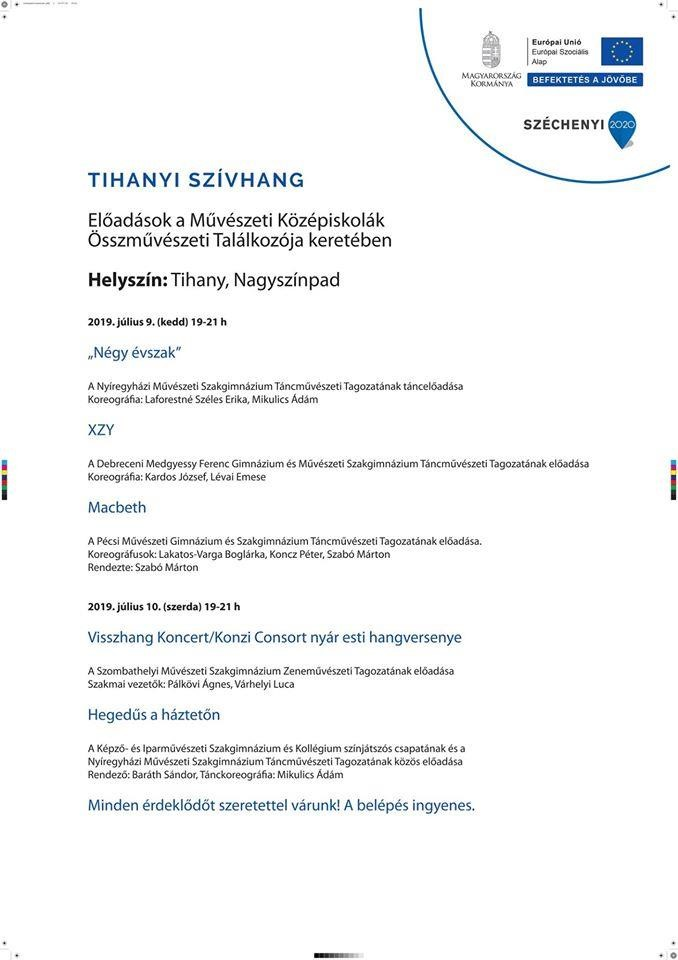 MAGYARORSZÁG
KORMÁNYA
Európai Unió
Európai Szociális
Alap
BEFEKTETÉS A JÖVŐBE
SZÉCHENYI 2020
TIHANYI SZÍVHANG
Előadások a Művészeti Középiskolák
Összművészeti Találkozója keretében
Helyszín: Tihany, Nagyszínpad
2019. július 9. (kedd) 19-21 h
„Négy évszak”
A Nyíregyházi Művészeti Szakgimnázium Táncművészeti Tagozatának táncelőadása
Koreográfia: Laforestné Széles Erika, Mikulics Ádám
XZY
A Debreceni Medgyessy Ferenc Gimnázium és Művészeti Szakgimnázium Táncművészeti Tagozatának előadása
Koreográfia: Kardos József, Lévai Emese
Macbeth
A Pécsi Művészeti Gimnázium és Szakgimnázium Táncművészeti Tagozatának előadása.
Koreográfusok: Lakatos-Varga Boglárka, Koncz Péter, Szabó Márton
Rendezte: Szabó Márton
2019. július 10. (szerda) 19-21 h
Visszhang Koncert/Konzi Consort nyár esti hangversenye
A Szombathelyi Művészeti Szakgimnázium Zeneművészeti Tagozatának előadása
Szakmai vezetők: Pálkövi Ágnes, Várhelyi Luca
Hegedűs a háztetőn
A Képző- és Iparművészeti Szakgimnázium és Kollégium színjátszós csapatának és a
Nyíregyházi Művészeti Szakgimnázium Táncművészeti Tagozatának közös előadása
Rendező: Baráth Sándor, Tánckoreográfia: Mikulics Ádám
Minden érdeklődőt szeretettel várunk! A belépés ingyenes.